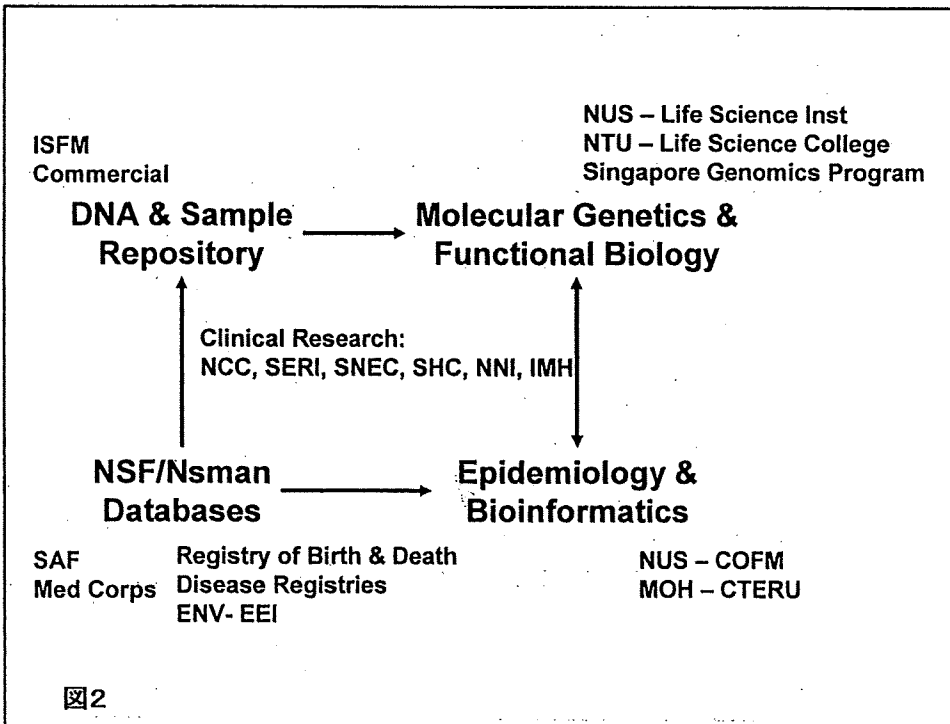 NUS – Life Science Inst
NTU – Life Science College
Singapore Genomics Program
ISFM
Commercial
DNA & Sample
Repository
Molecular Genetics &
Functional Biology
Clinical Research:
NCC, SERI, SNEC, SHC, NNI, IMH
NSF/Nsman
Databases
Epidemiology &
Bioinformatics
SAF
Med Corps
Registry of Birth & Death
Disease Registries
ENV- EEI
NUS – COFM
MOH – CTERU
図2